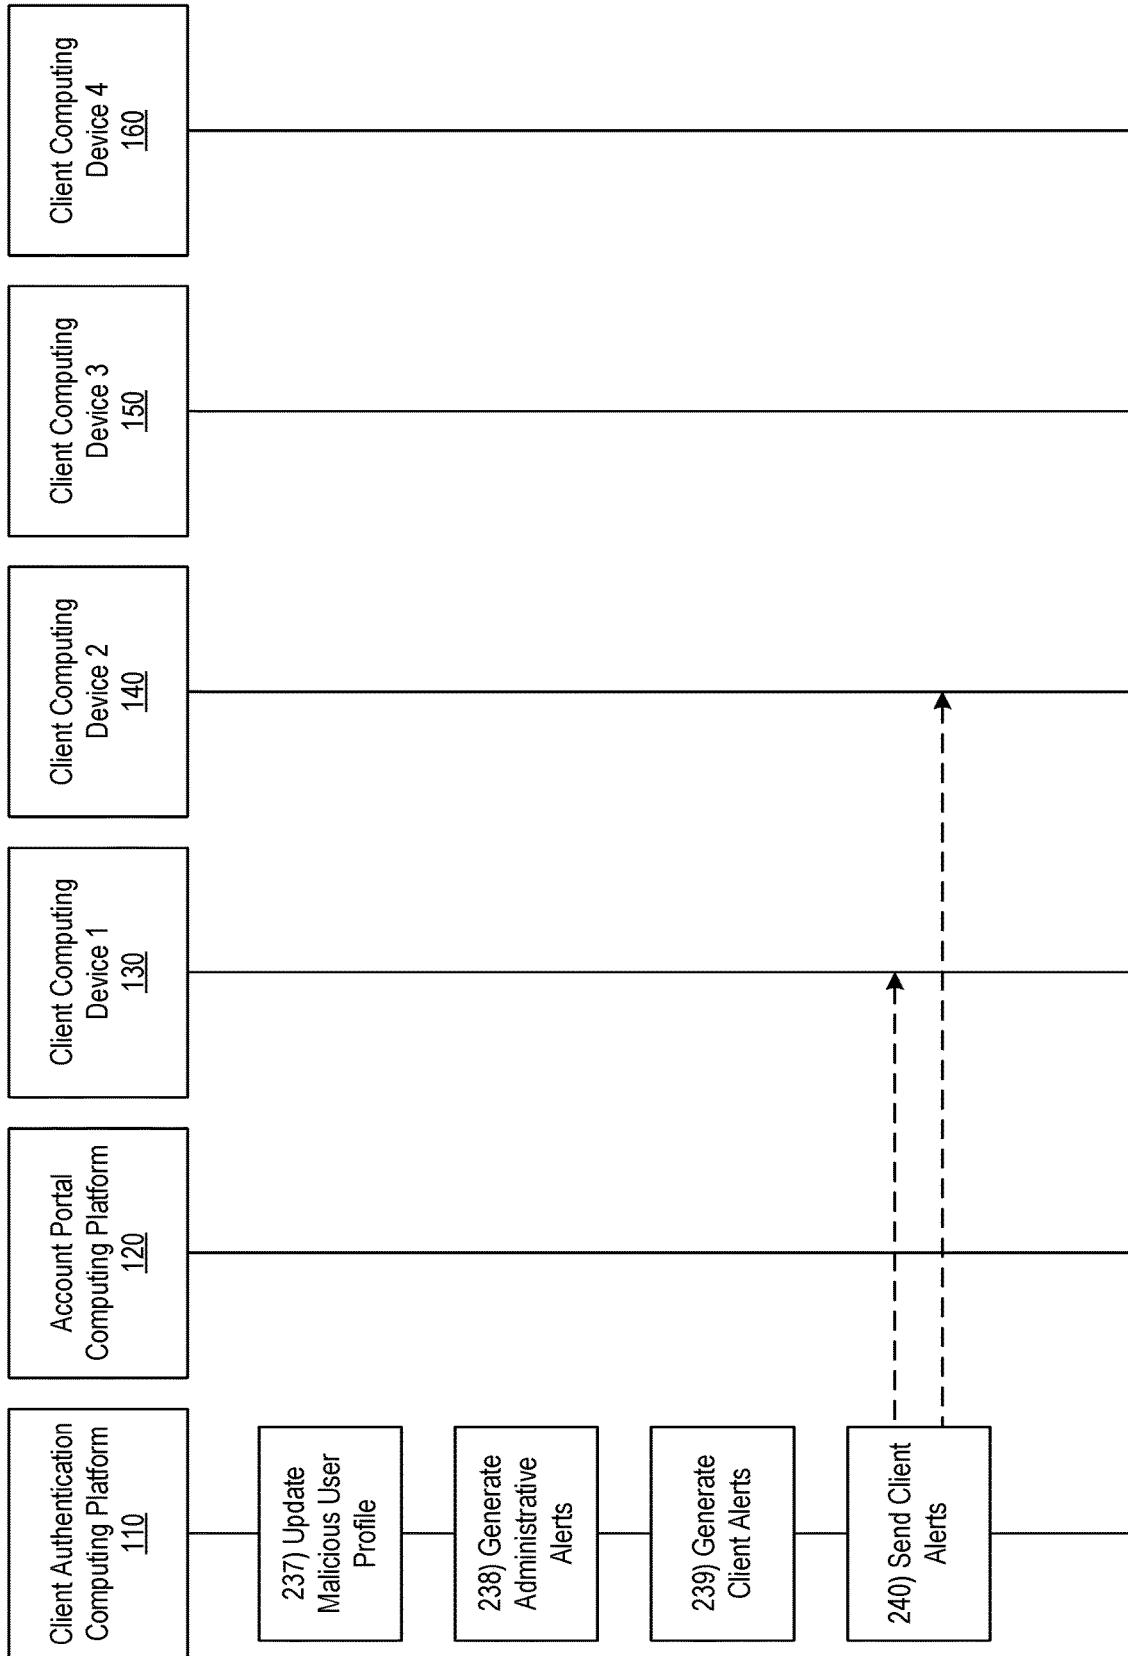 Client Authentication
Computing Platform
110
Account Portal
Computing Platform
120
Client Computing
Device 1
130
Client Computing
Device 2
140
Client Computing
Device 3
150
Client Computing
Device 4
160
237) Update
Malicious User
Profile
238) Generate
Administrative
Alerts
239) Generate
Client Alerts
240) Send Client
Alerts